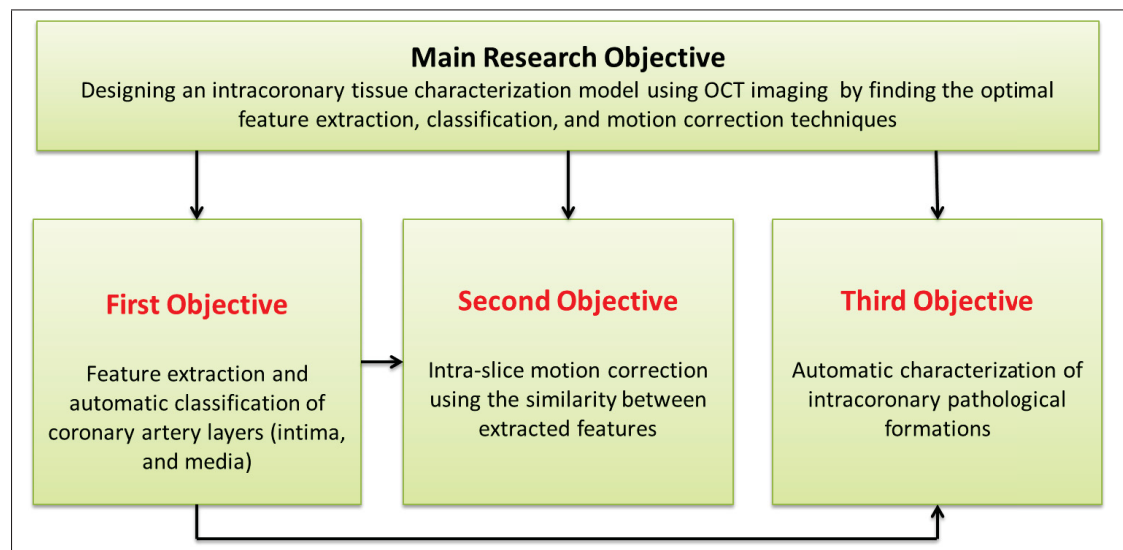 Main Research Objective
Designing an intracoronary tissue characterization model using OCT imaging by finding the optimal
feature extraction, classification, and motion correction techniques
First Objective
Feature extraction and
automatic classification of
coronary artery layers (intima,
and media)
Second Objective
Intra-slice motion correction
using the similarity between
extracted features
Third Objective
Automatic characterization of
intracoronary pathological
formations